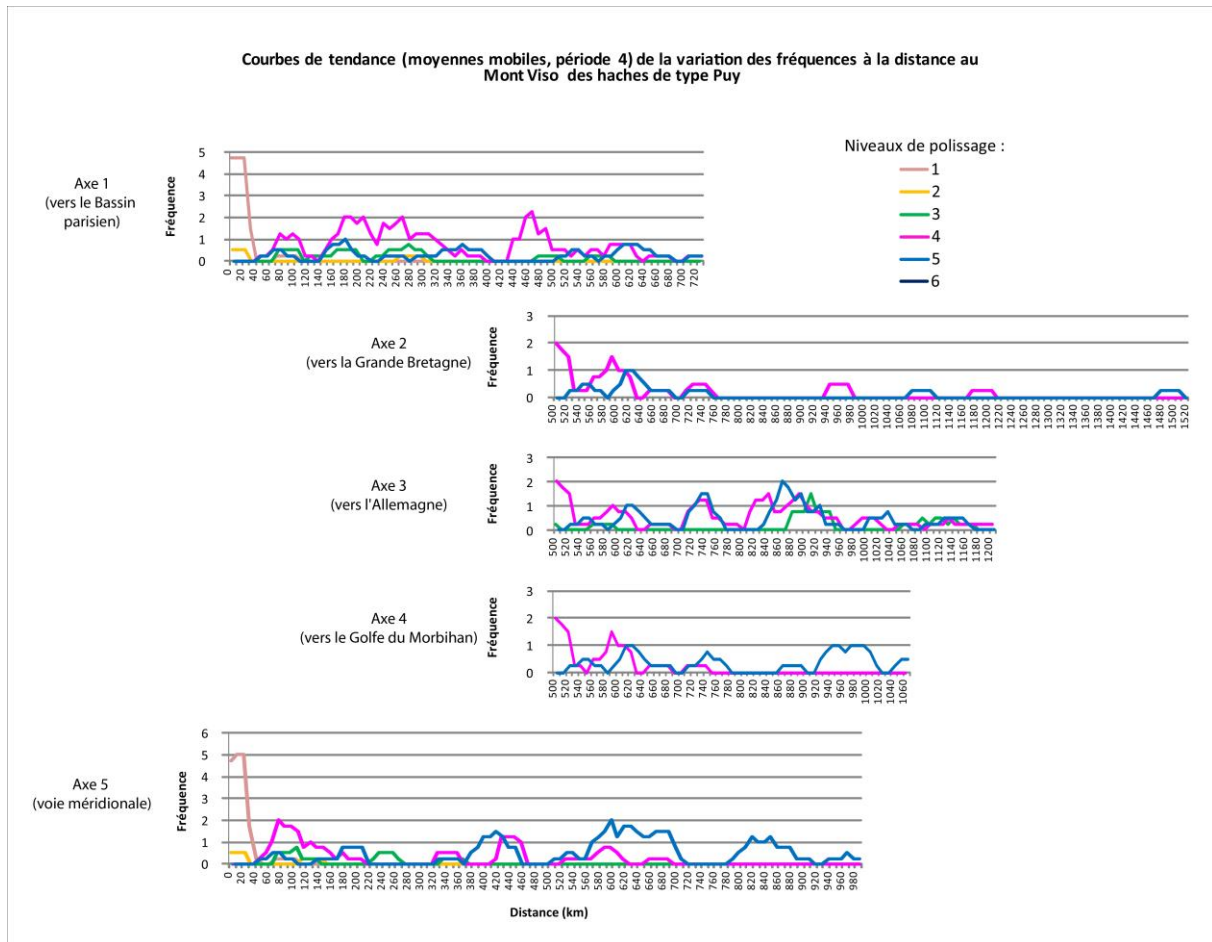 Courbes de tendance (moyennes mobiles, période 4) de la variation des fréquences à la distance au
Mont Viso des haches de type Puy
Niveaux de polissage :
1
2
3
4
5
6
Axe 1
(vers le Bassin
parisien)
Fréquence
5
4
3
2
1
0
0 20 40 60 80 100 120 140 160 180 200 220 240 260 280 300 320 340 360 380 400 420 440 460 480 500 520 540 560 580 600 620 640 660 680 700 720
Axe 2
(vers la Grande Bretagne)
Fréquence
3
2
1
0
500 520 540 560 580 600 620 640 660 680 700 720 740 760 780 800 820 840 860 880 900 920 940 960 980 1000 1020 1040 1060 1080 1100 1120 1140 1160 1180 1200 1220 1240 1260 1280 1300 1320 1340 1360 1380 1400 1420 1440 1460 1480 1500 1520
Axe 3
(vers l'Allemagne)
Fréquence
3
2
1
0
500 520 540 560 580 600 620 640 660 680 700 720 740 760 780 800 820 840 860 880 900 920 940 960 980 1000 1020 1040 1060 1080 1100 1120 1140 1160 1180 1200
Axe 4
(vers le Golfe du Morbihan)
Fréquence
3
2
1
0
500 520 540 560 580 600 620 640 660 680 700 720 740 760 780 800 820 840 860 880 900 920 940 960 980 1000 1020 1040 1060
Axe 5
(voie méridionale)
Fréquence
6
5
4
3
2
1
0
0 20 40 60 80 100 120 140 160 180 200 220 240 260 280 300 320 340 360 380 400 420 440 460 480 500 520 540 560 580 600 620 640 660 680 700 720 740 760 780 800 820 840 860 880 900 920 940 960 980
Distance (km)